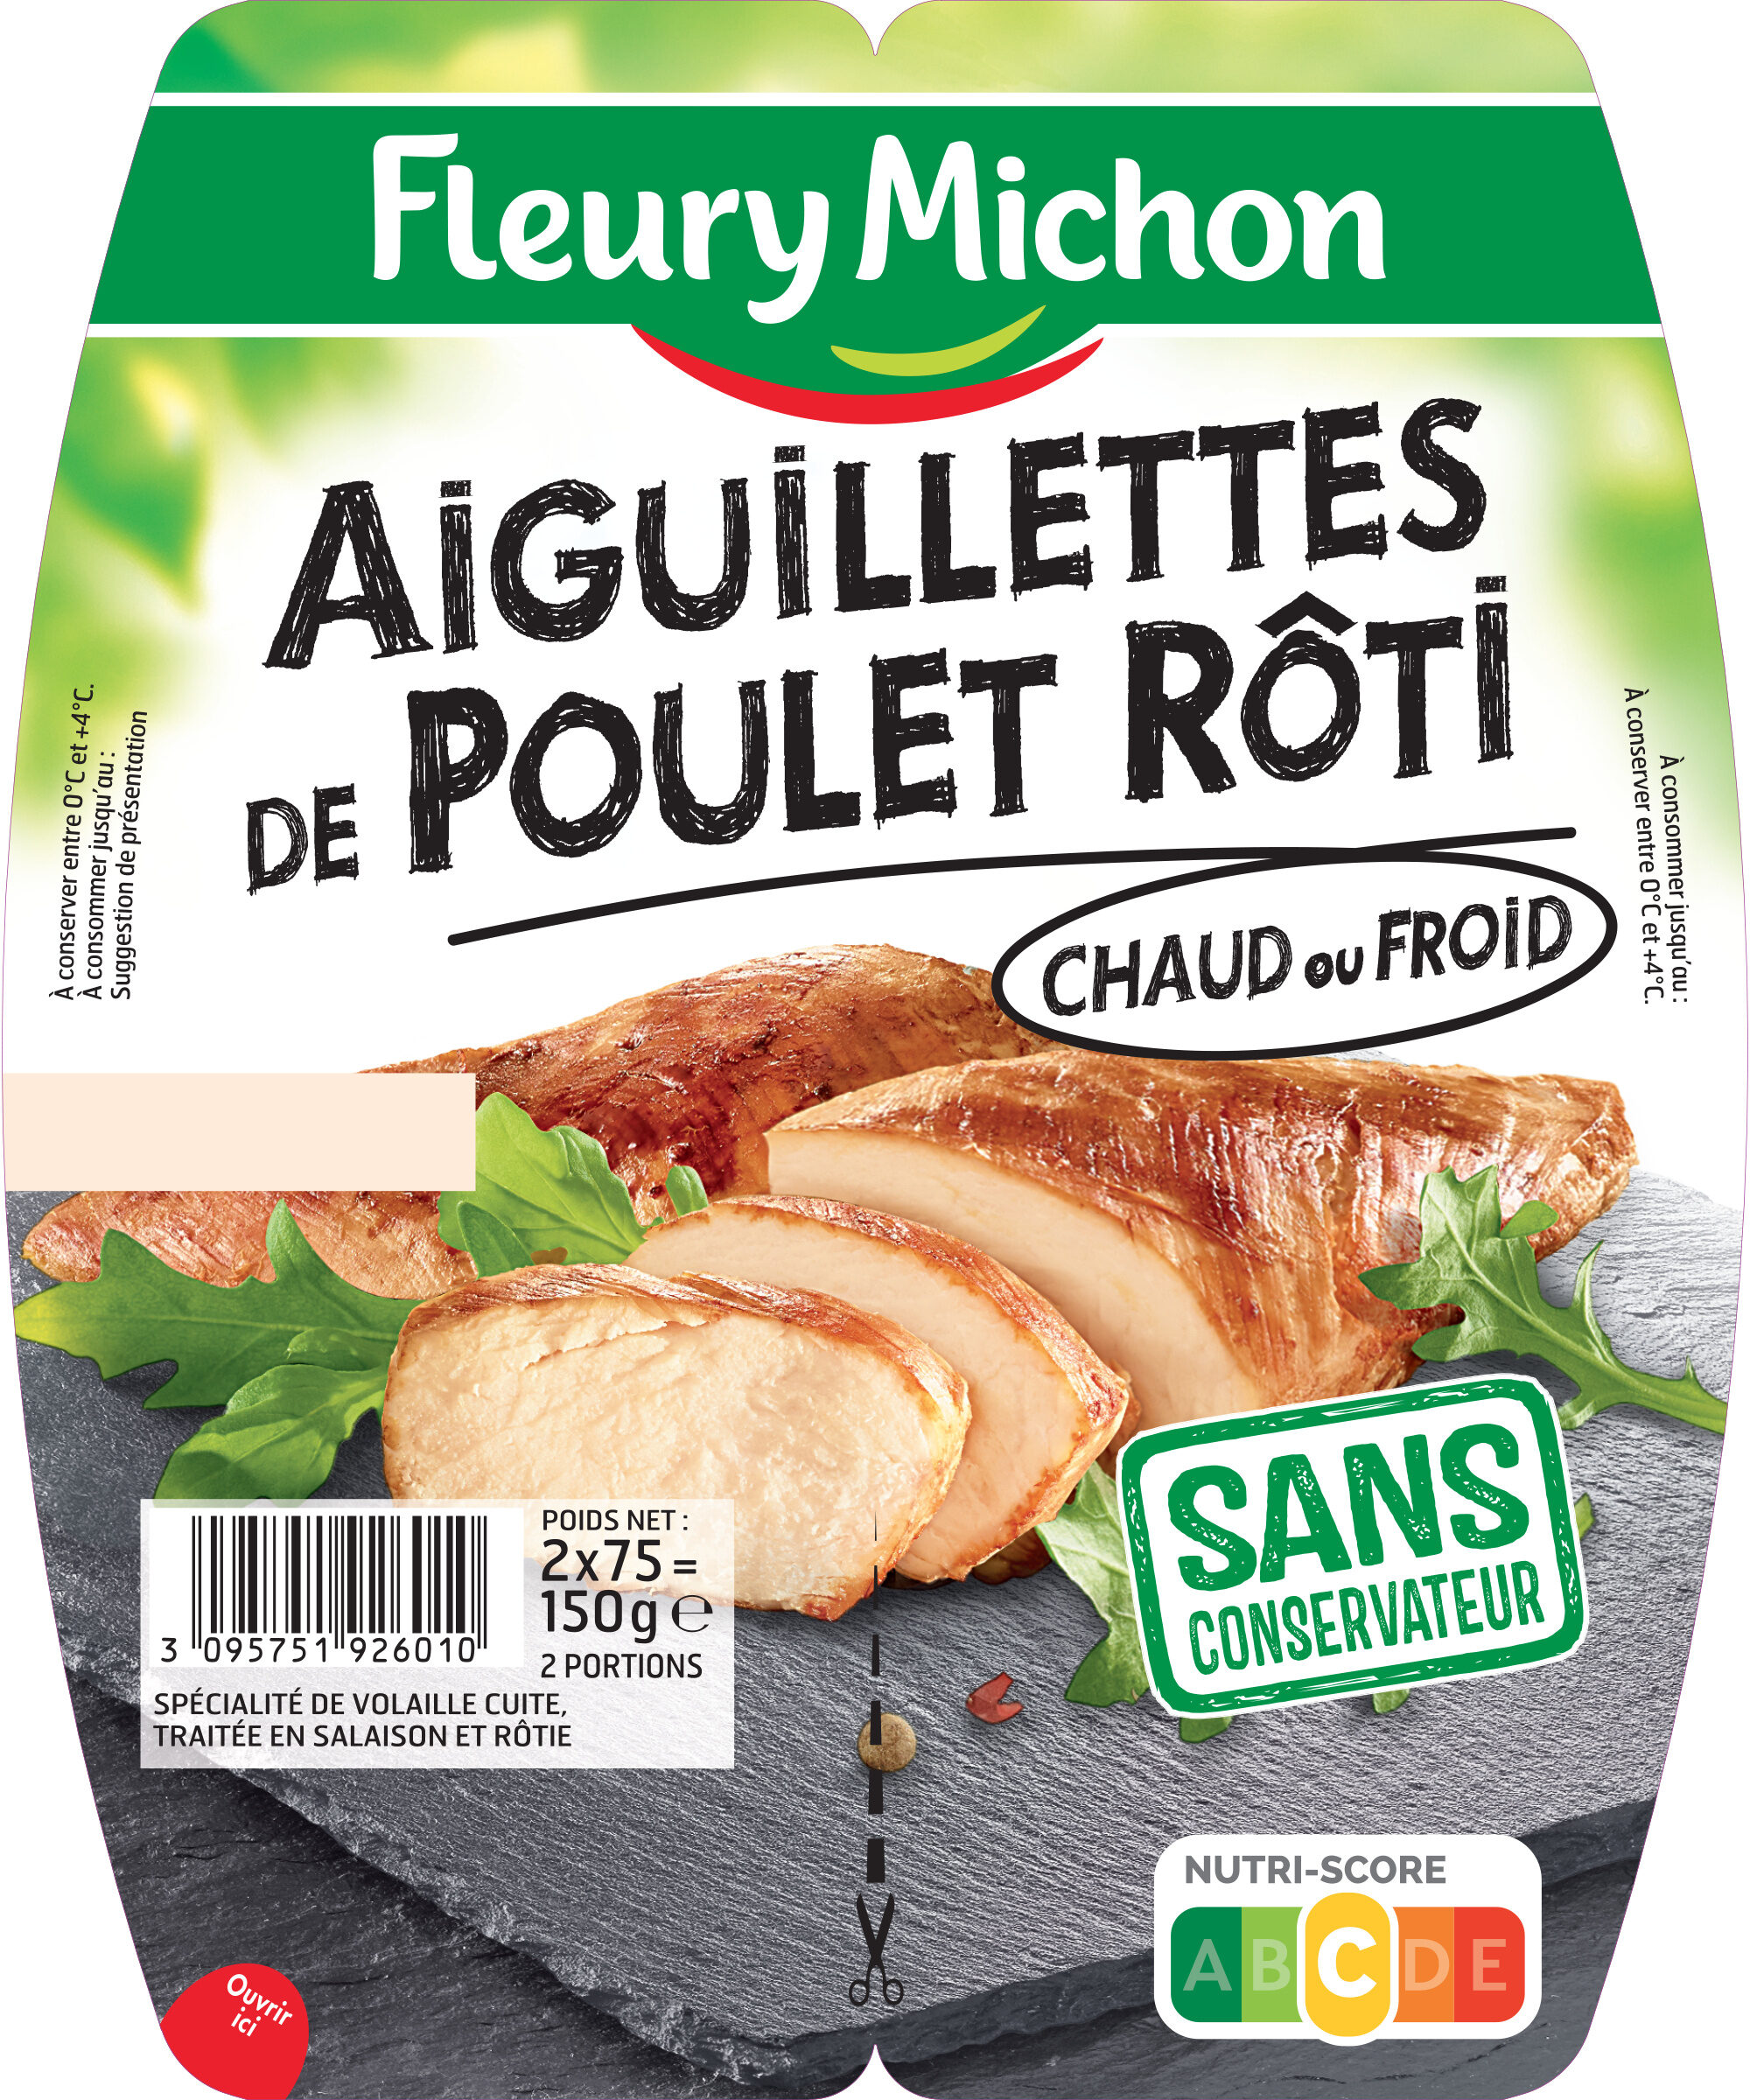 Fleury Michon
AIGUILLETTES
DE POULET RÔTI
CHAUD OU FROID
À conserver entre 0°C et +4°C.
À consommer jusqu'au :
Suggestion de présentation
À consommer jusqu'au :
À conserver entre 0°C et +4°C.
SANS
CONSERVATEUR
3 095751 926010
POIDS NET :
2x75 =
150g ℮
2 PORTIONS
SPÉCIALITÉ DE VOLAILLE CUITE,
TRAITÉE EN SALAISON ET RÔTIE
NUTRI-SCORE
A B C D E
Ouvrir
ici